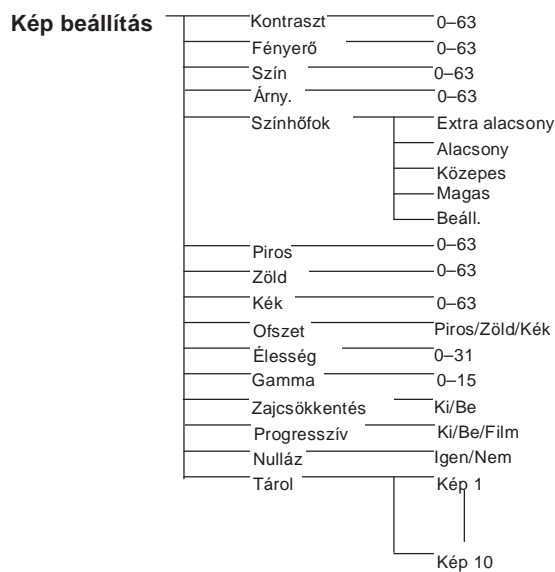 Kép beállítás
Kontraszt 0–63
Fényerő 0–63
Szín 0–63
Árny. 0–63
Színhőfok Extra alacsony
Alacsony
Közepes
Magas
Beáll.
Piros 0–63
Zöld 0–63
Kék 0–63
Ofszet Piros/Zöld/Kék
Élesség 0–31
Gamma 0–15
Zajcsökkentés Ki/Be
Progresszív Ki/Be/Film
Nulláz Igen/Nem
Tárol Kép 1
Kép 10